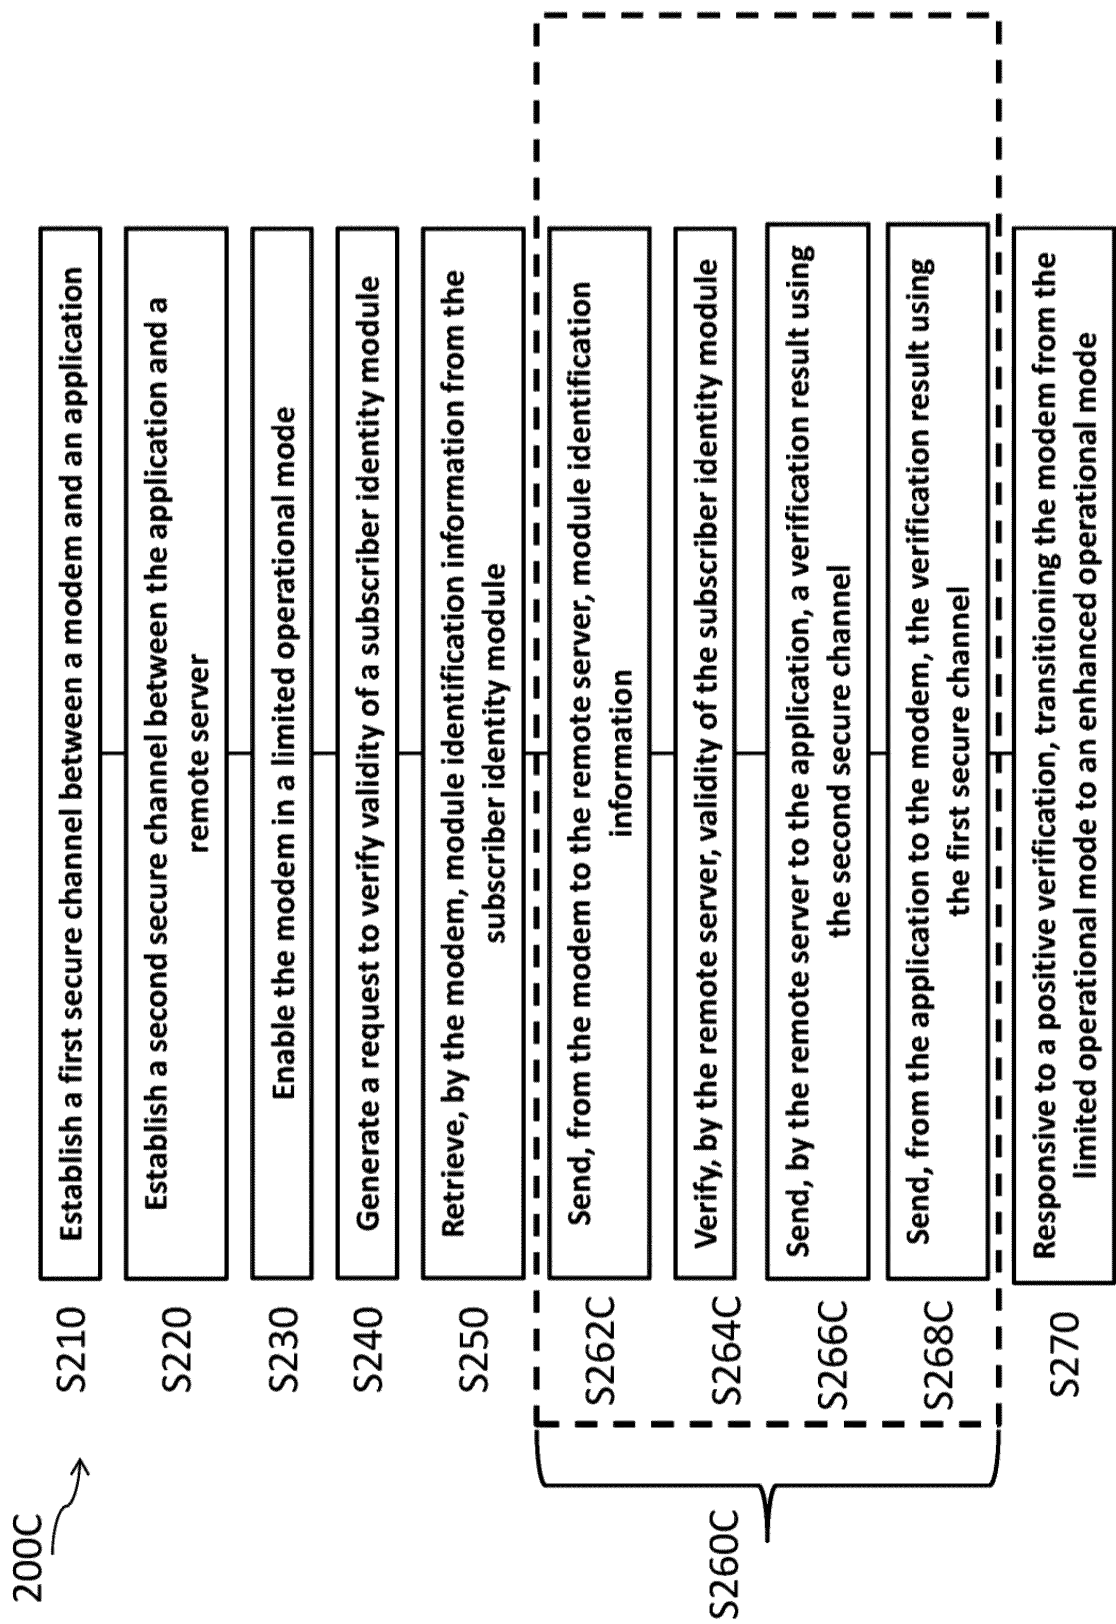 200C
S210
Establish a first secure channel between a modem and an application
S220
Establish a second secure channel between the application and a
remote server
S230
Enable the modem in a limited operational mode
S240
Generate a request to verify validity of a subscriber identity module
S250
Retrieve, by the modem, module identification information from the
subscriber identity module
S260C
S262C
Send, from the modem to the remote server, module identification
information
S264C
Verify, by the remote server, validity of the subscriber identity module
S266C
Send, by the remote server to the application, a verification result using
the second secure channel
S268C
Send, from the application to the modem, the verification result using
the first secure channel
S270
Responsive to a positive verification, transitioning the modem from the
limited operational mode to an enhanced operational mode